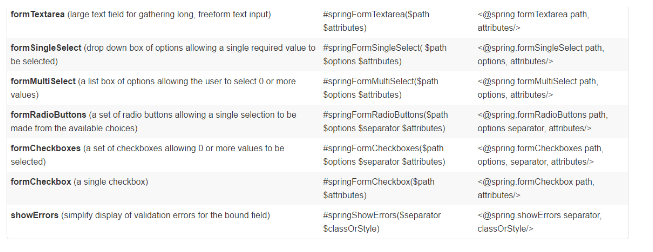 formTextarea (large text field for gathering long, freeform text input) #springFormTextarea($path <@spring.formTextarea path,
$attributes) attributes/>
formSingleSelect (drop down box of options allowing a single required value to #springFormSingleSelect( $path <@spring.formSingleSelect path,
be selected) $options $attributes) options, attributes/>
formMultiSelect (a list box of options allowing the user to select 0 or more #springFormMultiSelect($path <@spring.formMultiSelect path,
values) $options $attributes) options, attributes/>
formRadioButtons (a set of radio buttons allowing a single selection to be #springFormRadioButtons($path <@spring.formRadioButtons path,
made from the available choices) $options $separator $attributes) options separator, attributes/>
formCheckboxes (a set of checkboxes allowing 0 or more values to be #springFormCheckboxes($path <@spring.formCheckboxes path,
selected) $options $separator $attributes) options, separator, attributes/>
formCheckbox (a single checkbox) #springFormCheckbox($path <@spring.formCheckbox path,
$attributes) attributes/>
showErrors (simplify display of validation errors for the bound field) #springShowErrors($separator <@spring.showErrors separator,
$classOrStyle) classOrStyle/>